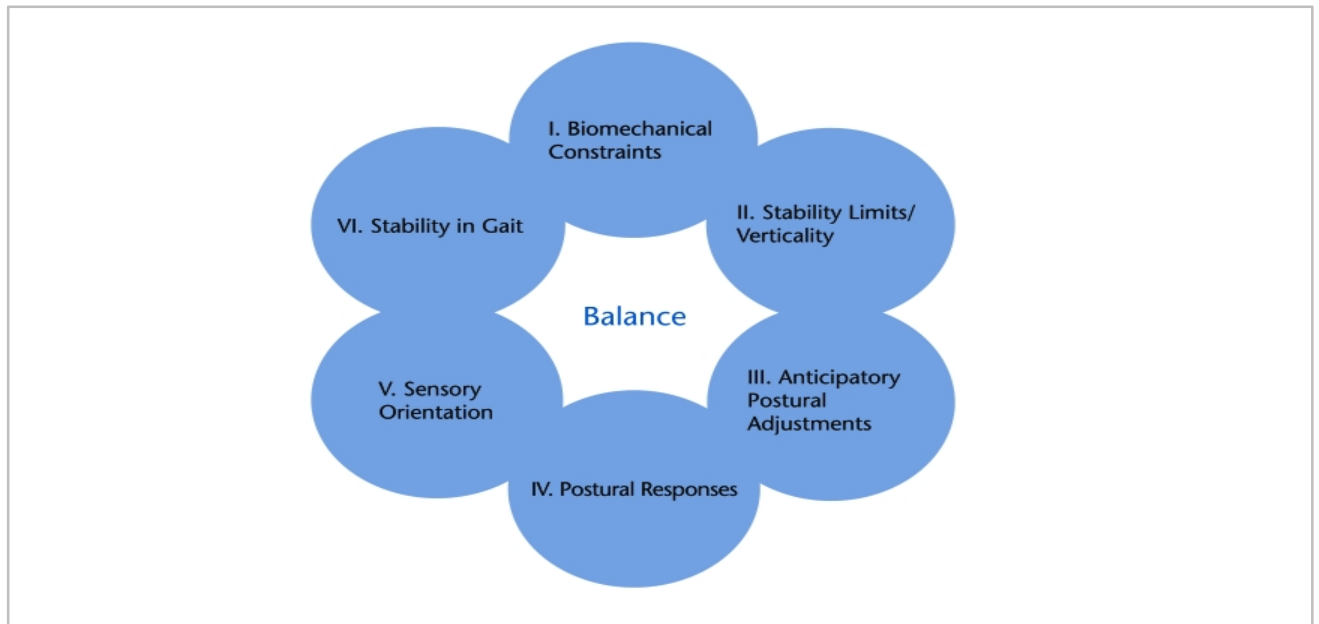 I. Biomechanical
Constraints
II. Stability Limits/
Verticality
VI. Stability in Gait
Balance
III. Anticipatory
Postural
Adjustments
V. Sensory
Orientation
IV. Postural Responses